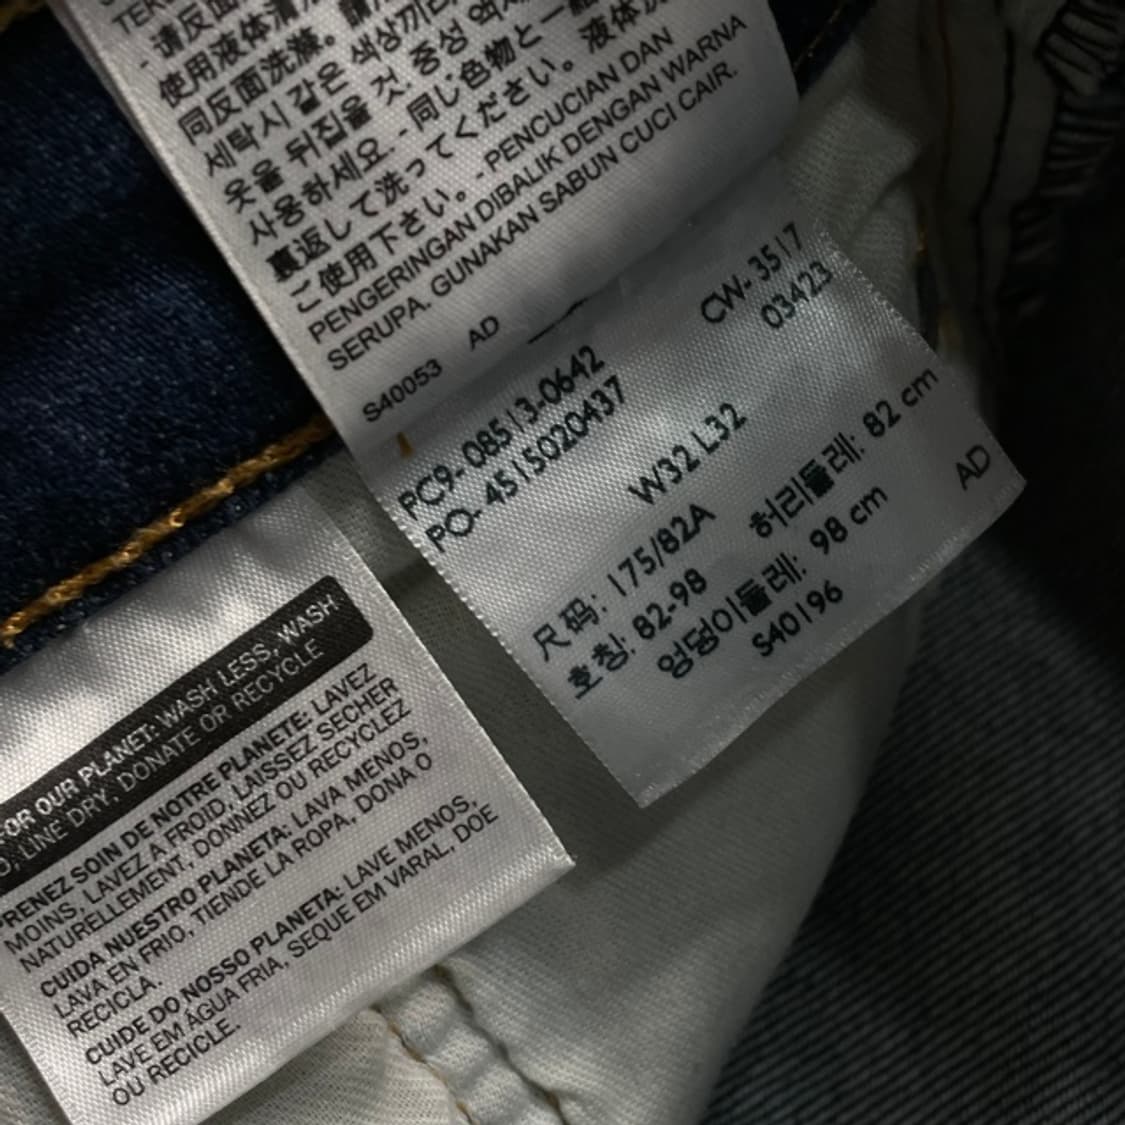 - 请反面
使用液体清
同反面洗滌。
세탁시 같은 색상끼리
옷을 뒤집을 것. 중성
사용하세요. - 同じ色物と一緒
裏返して洗ってください。 液体洗
ご使用下さい。 - PENCUCIAN DAN
PENGERINGAN DIBALIK DENGAN WARNA
SERUPA. GUNAKAN SABUN CUCI CAIR.
S40053 AD
CW- 3517
03423
PC9- 08513-0642
PO- 4515020437
W32 L32
尺码: 175/82A
허리둘레: 82 cm
호칭: 82-98
엉덩이둘레: 98 cm
AD
S40196
FOR OUR PLANET: WASH LESS, WASH
LINE DRY, DONATE OR RECYCLE
PRENEZ SOIN DE NOTRE PLANETE: LAVEZ
MOINS, LAVEZ A FROID, LAISSEZ SECHER
NATURELLEMENT, DONNEZ OU RECYCLEZ
CUIDA NUESTRO PLANETA: LAVA MENOS,
LAVA EN FRIO, TIENDE LA ROPA, DONA O
RECICLA.
CUIDE DO NOSSO PLANETA: LAVE MENOS,
LAVE EM ÁGUA FRIA, SEQUE EM VARAL, DOE
OU RECICLE.